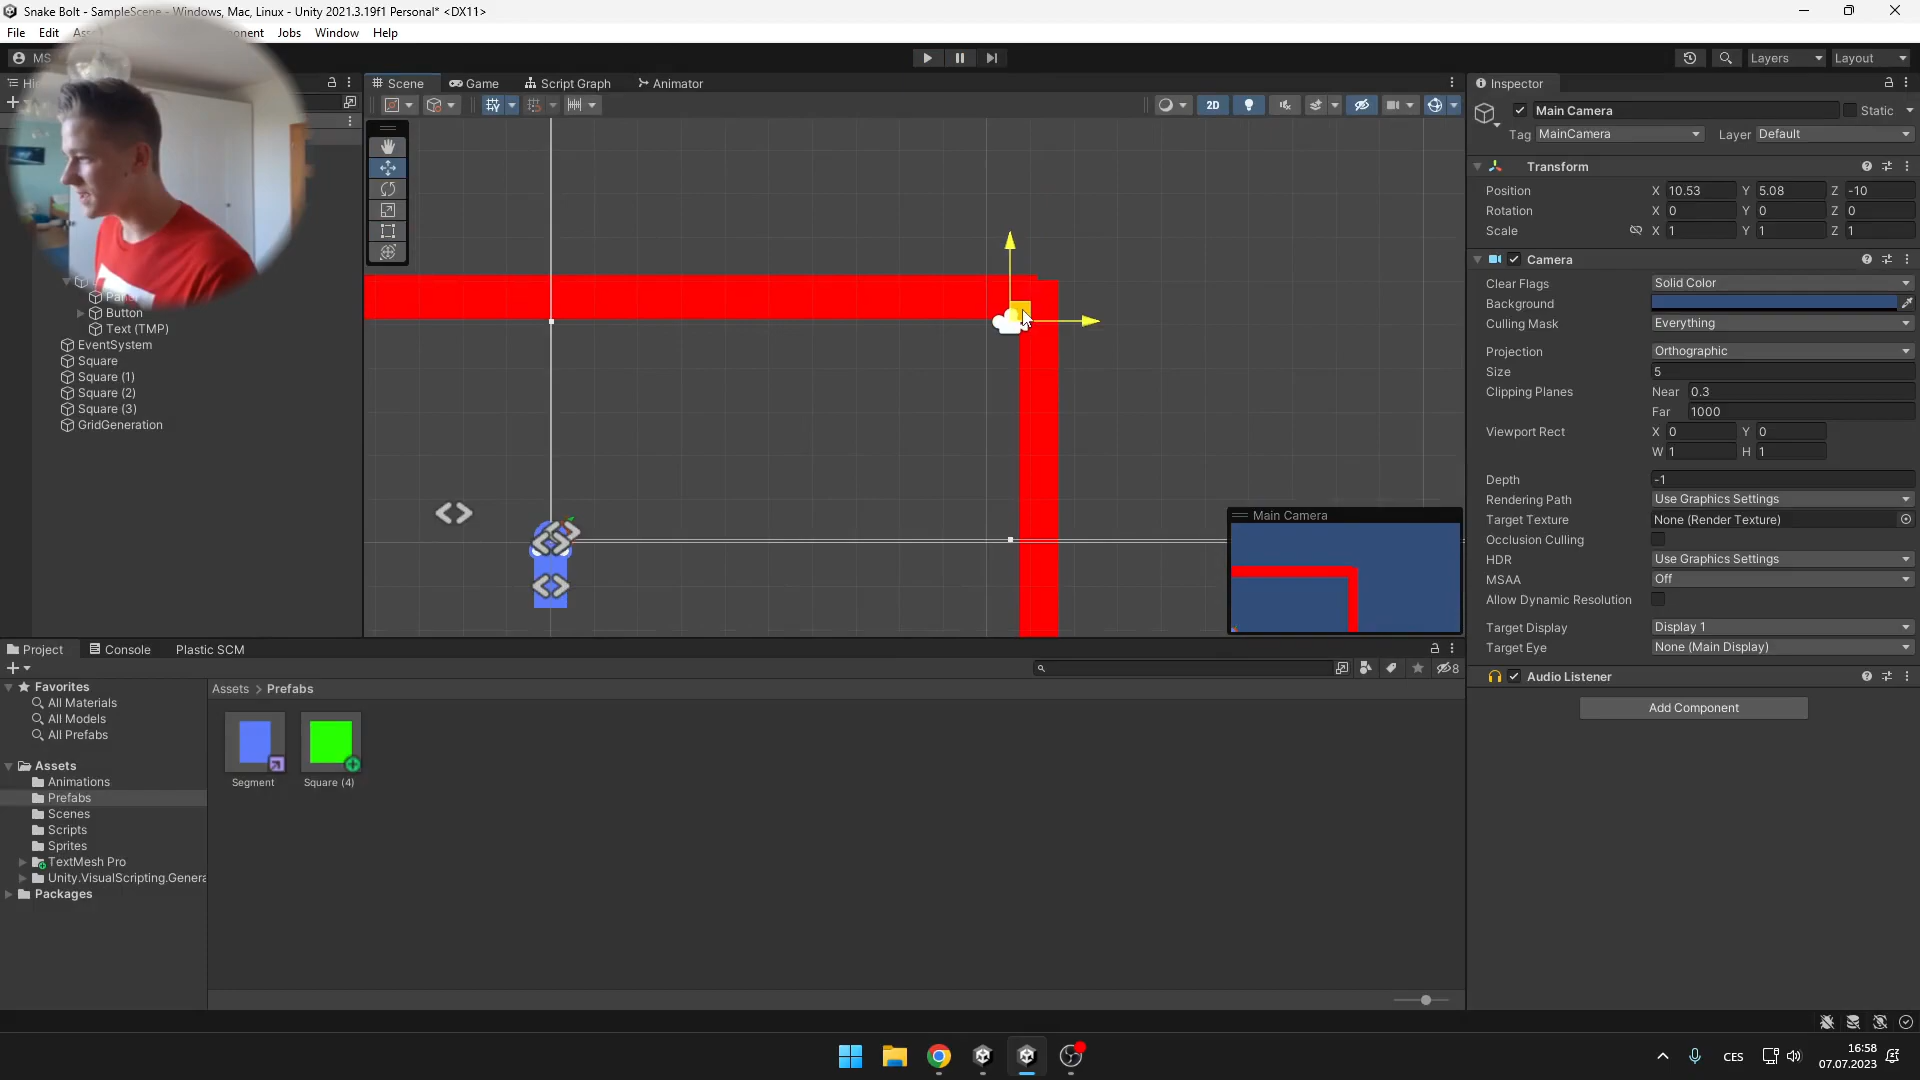 Snake Bolt - SampleScene - Windows, Mac, Linux - Unity 2021.3.19f1 Personal* <DX11>
File Edit Jobs Window Help
MS
Layers Layout
Scene Game Script Graph Animator
Inspector
2D
Main Camera Static
Tag MainCamera Layer Default
Transform
Position X 10.53 Y 5.08 Z -10
Rotation X 0 Y 0 Z 0
Scale X 1 Y 1 Z 1
Camera
Clear Flags Solid Color
Background
Culling Mask Everything
Projection Orthographic
Size 5
Clipping Planes Near 0.3
Far 1000
Viewport Rect X 0 Y 0
W 1 H 1
Depth -1
Rendering Path Use Graphics Settings
Target Texture None (Render Texture)
Occlusion Culling
HDR Use Graphics Settings
MSAA Off
Allow Dynamic Resolution
Target Display Display 1
Target Eye None (Main Display)
Audio Listener
Add Component
Button
Text (TMP)
EventSystem
Square
Square (1)
Square (2)
Square (3)
GridGeneration
Main Camera
Project Console Plastic SCM
8
Favorites
All Materials
All Models
All Prefabs
Assets
Animations
Prefabs
Scenes
Scripts
Sprites
TextMesh Pro
Unity.VisualScripting.Genera
Packages
Assets > Prefabs
Segment Square (4)
CES
16:58
07.07.2023